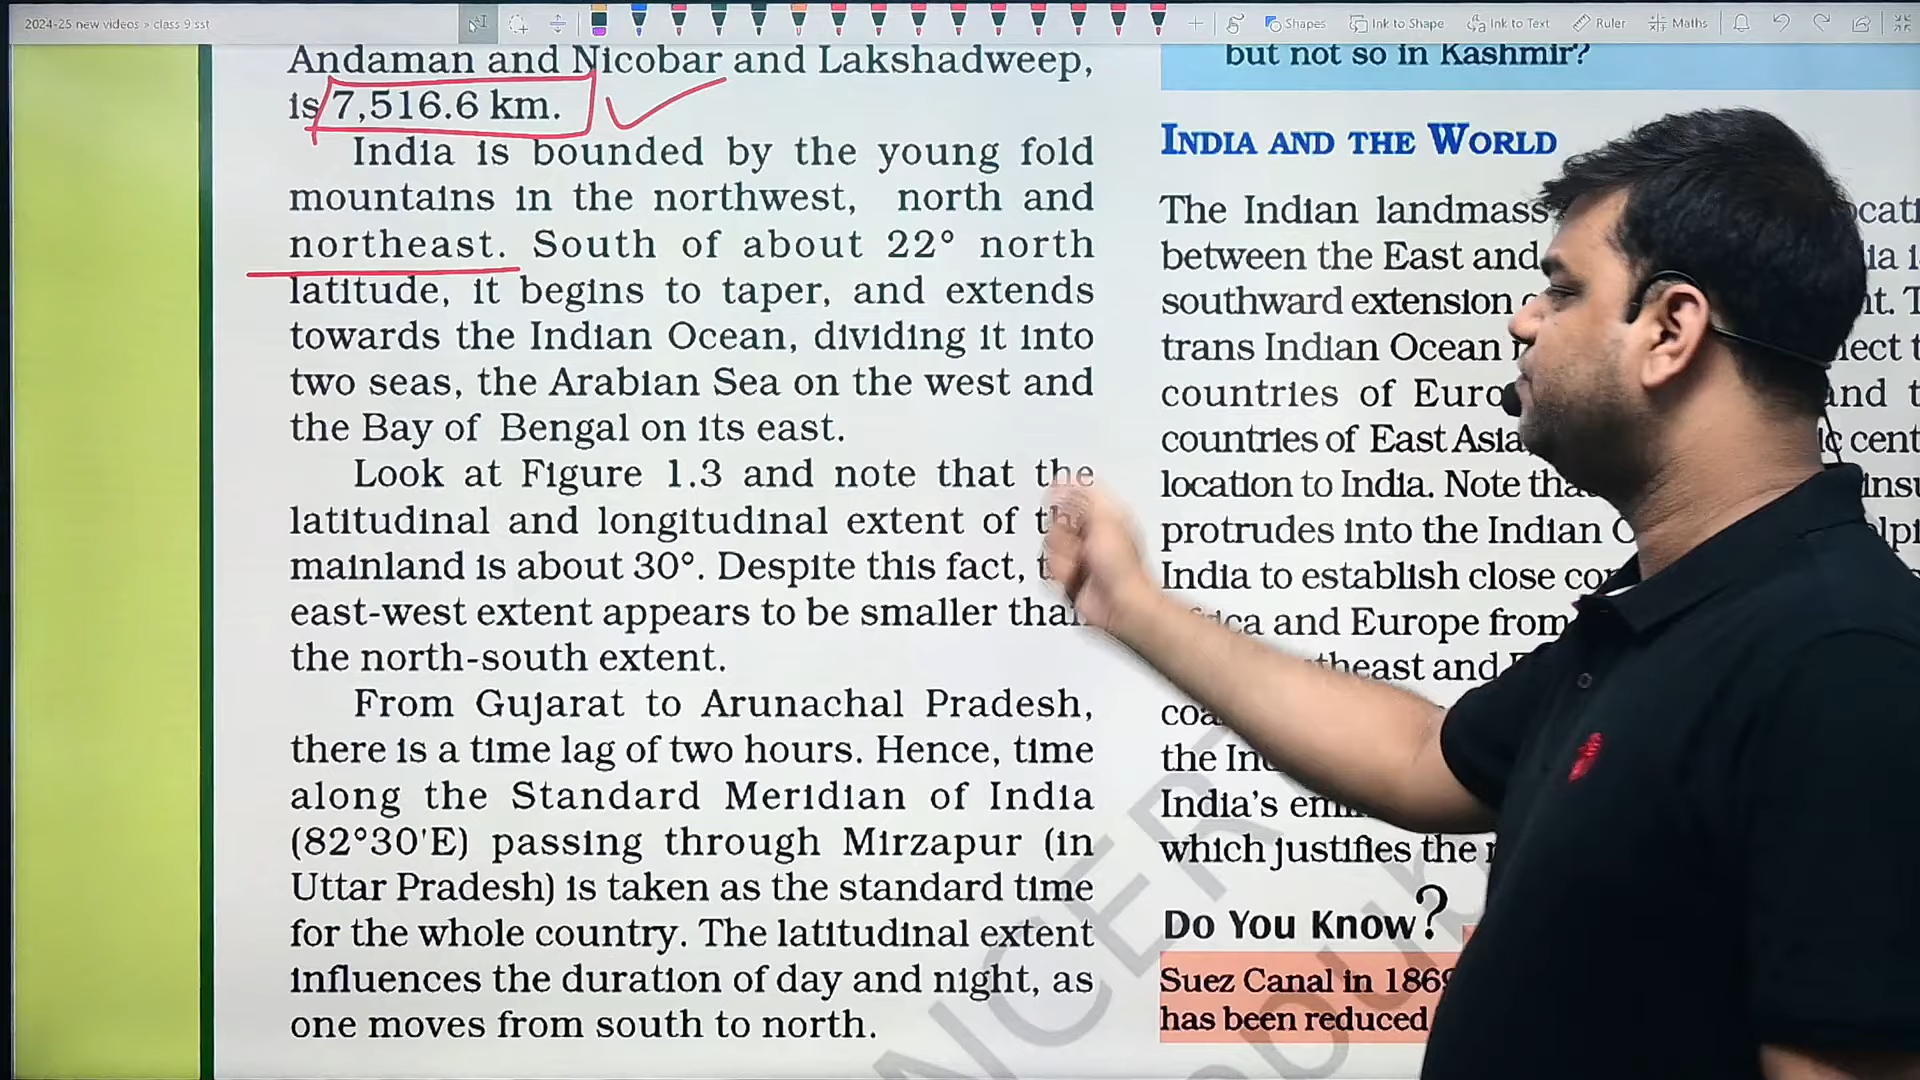 2024-25 new videos » class 9 sst
Shapes
Ink to Shape
Ink to Text
Ruler
Maths
Andaman and Nicobar and Lakshadweep,
is 7,516.6 km.
India is bounded by the young fold
mountains in the northwest, north and
northeast. South of about 22° north
latitude, it begins to taper, and extends
towards the Indian Ocean, dividing it into
two seas, the Arabian Sea on the west and
the Bay of Bengal on its east.
Look at Figure 1.3 and note that the
latitudinal and longitudinal extent of
mainland is about 30°. Despite this fact,
east-west extent appears to be smaller than
the north-south extent.
From Gujarat to Arunachal Pradesh,
there is a time lag of two hours. Hence, time
along the Standard Meridian of India
(82°30'E) passing through Mirzapur (in
Uttar Pradesh) is taken as the standard time
for the whole country. The latitudinal extent
influences the duration of day and night, as
one moves from south to north.
but not so in Kashmir?
INDIA AND THE WORLD
The Indian landmass
between the East and
southward extension
trans Indian Ocean
countries of
countries of East Asia
location to India. Note
protrudes into the Indian
India to establish close
and Europe from
and
the
India's
which justifies the
DO YOU KNOW?
Suez Canal in 1869
has been reduced
NCERT